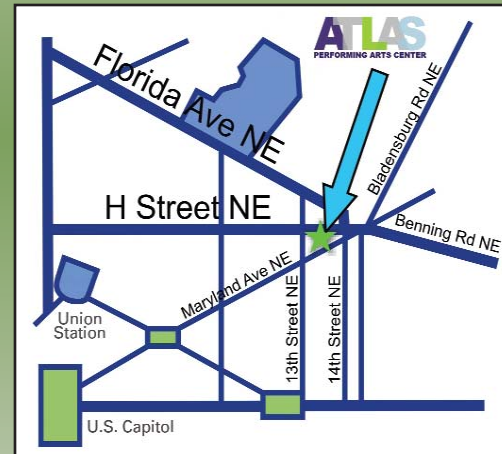 ATLAS
PERFORMING ARTS CENTER
Florida Ave NE
Bladensburg Rd NE
H Street NE
Benning Rd NE
Maryland Ave NE
Union
Station
13th Street NE
14th Street NE
U.S. Capitol